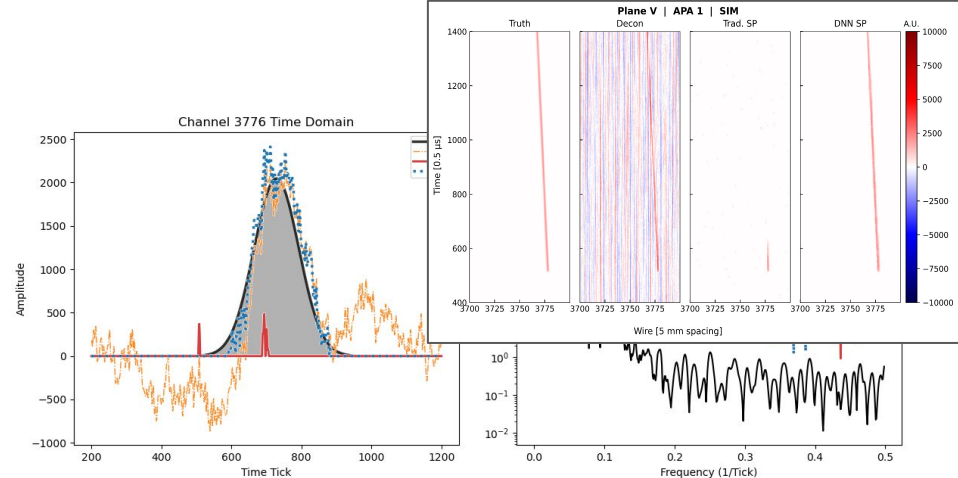 Plane V | APA 1 | SIM
Truth Decon Trad. SP DNN SP A.U.
1400 1200 1000 800 600 400
Time [0.5 µs]
3700 3725 3750 3775 3700 3725 3750 3775 3700 3725 3750 3775 3700 3725 3750 3775
Wire [5 mm spacing]
10000 7500 5000 2500 0 −2500 −5000 −7500 −10000
Channel 3776 Time Domain
2500 2000 1500 1000 500 0 −500 −1000
Amplitude
200 400 600 800 1000 1200
Time Tick
10⁰ 10⁻¹ 10⁻²
0.0 0.1 0.2 0.3 0.4 0.5
Frequency (1/Tick)